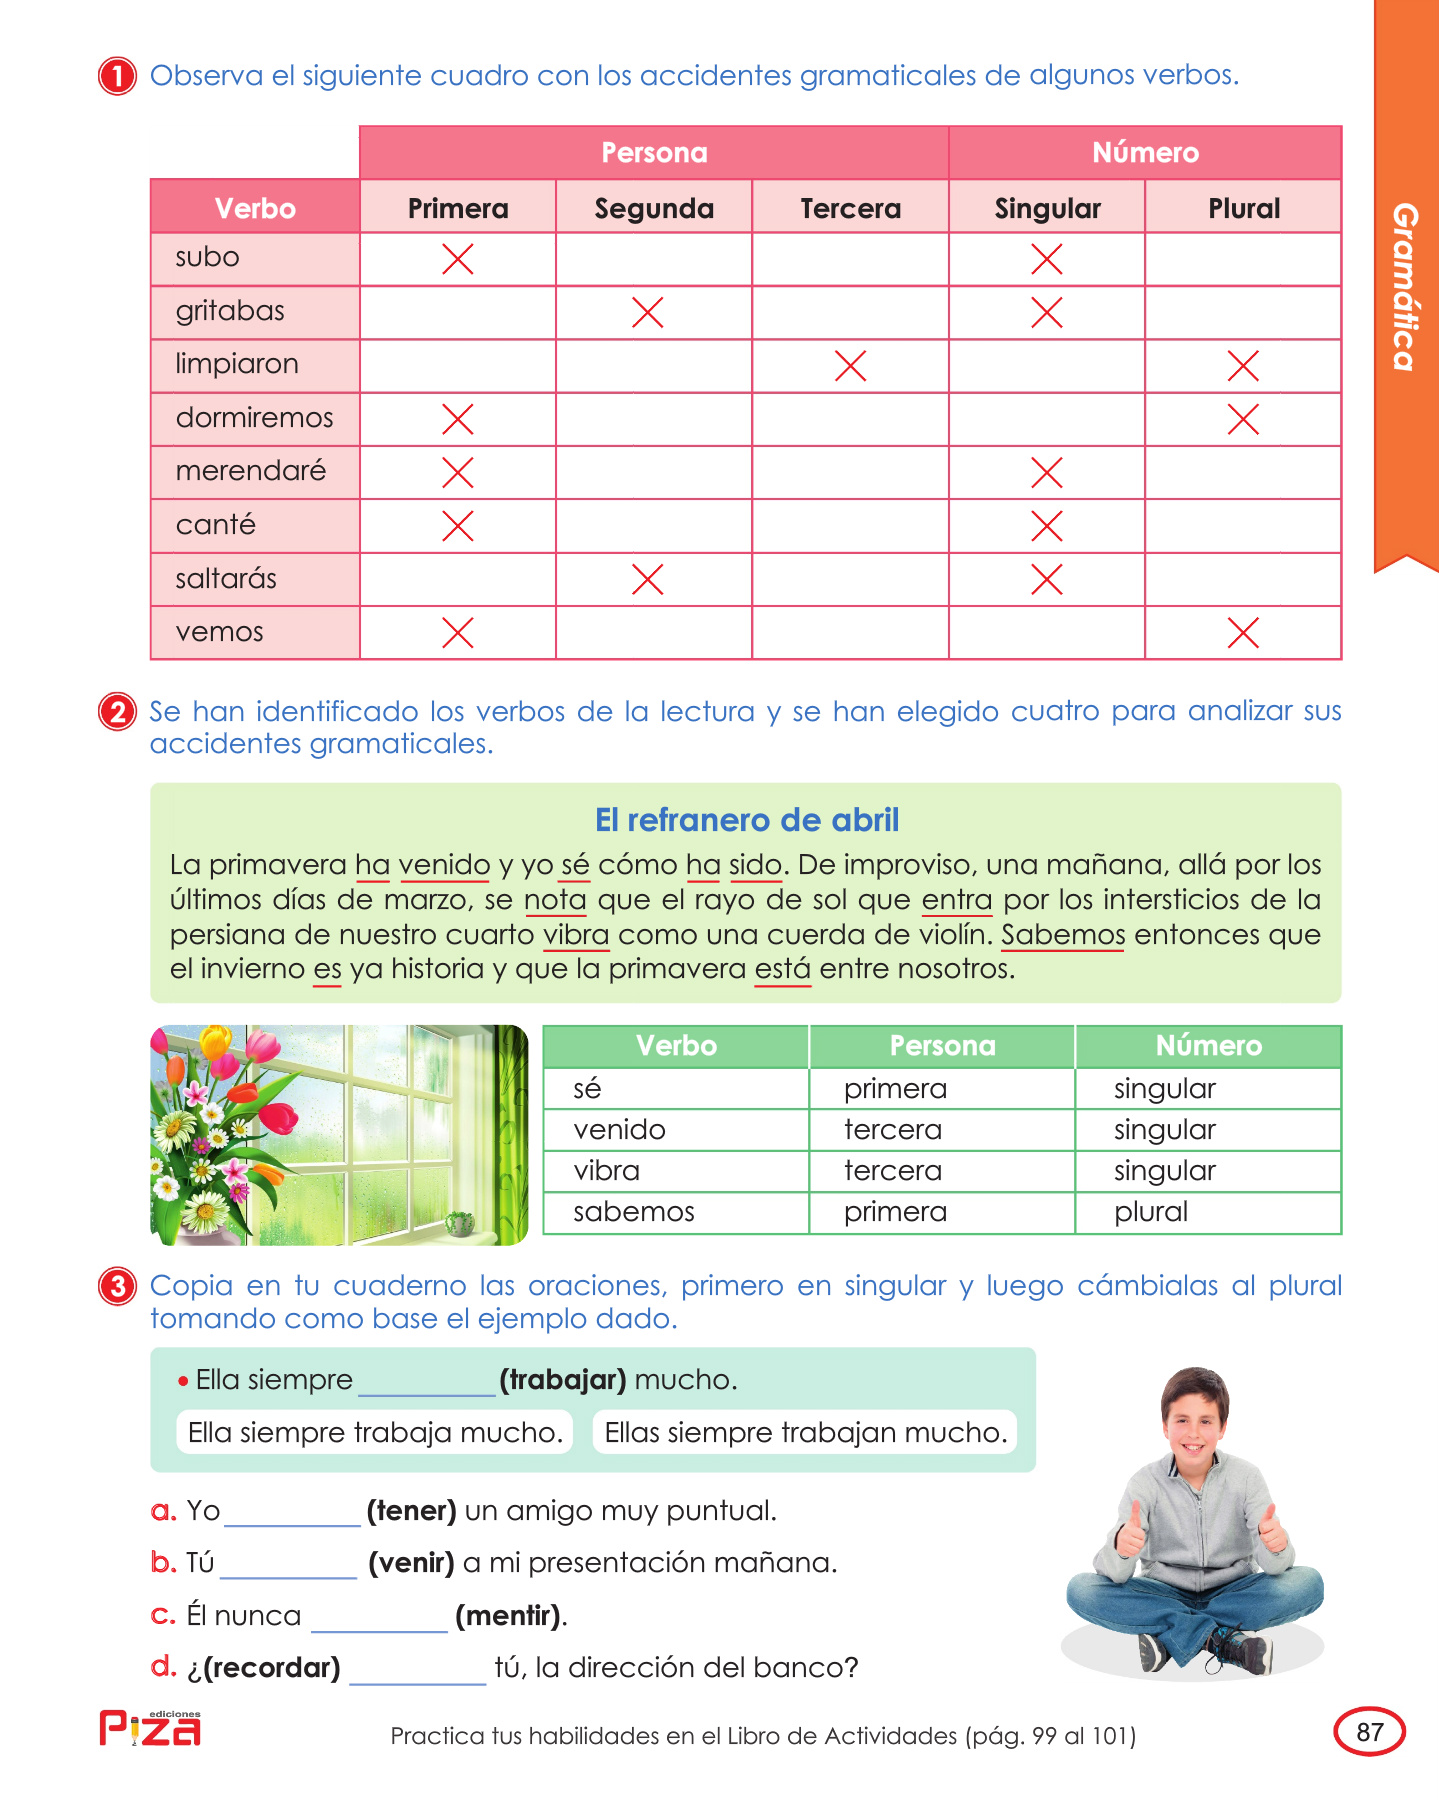 1 Observa el siguiente cuadro con los accidentes gramaticales de algunos verbos.
Persona Número
Verbo Primera Segunda Tercera Singular Plural
subo X X
gritabas X X
limpiaron X X
dormiremos X X
merendaré X X
canté X X
saltarás X X
vemos X X
Gramática
2 Se han identificado los verbos de la lectura y se han elegido cuatro para analizar sus
accidentes gramaticales.
El refranero de abril
La primavera ha venido y yo sé cómo ha sido. De improviso, una mañana, allá por los
últimos días de marzo, se nota que el rayo de sol que entra por los intersticios de la
persiana de nuestro cuarto vibra como una cuerda de violín. Sabemos entonces que
el invierno es ya historia y que la primavera está entre nosotros.
Verbo Persona Número
sé primera singular
venido tercera singular
vibra tercera singular
sabemos primera plural
3 Copia en tu cuaderno las oraciones, primero en singular y luego cámbialas al plural
tomando como base el ejemplo dado.
• Ella siempre __________ (trabajar) mucho.
Ella siempre trabaja mucho. Ellas siempre trabajan mucho.
a. Yo __________ (tener) un amigo muy puntual.
b. Tú __________ (venir) a mi presentación mañana.
c. Él nunca __________ (mentir).
d. ¿(recordar) __________ tú, la dirección del banco?
ediciones
Piza
Practica tus habilidades en el Libro de Actividades (pág. 99 al 101)
87